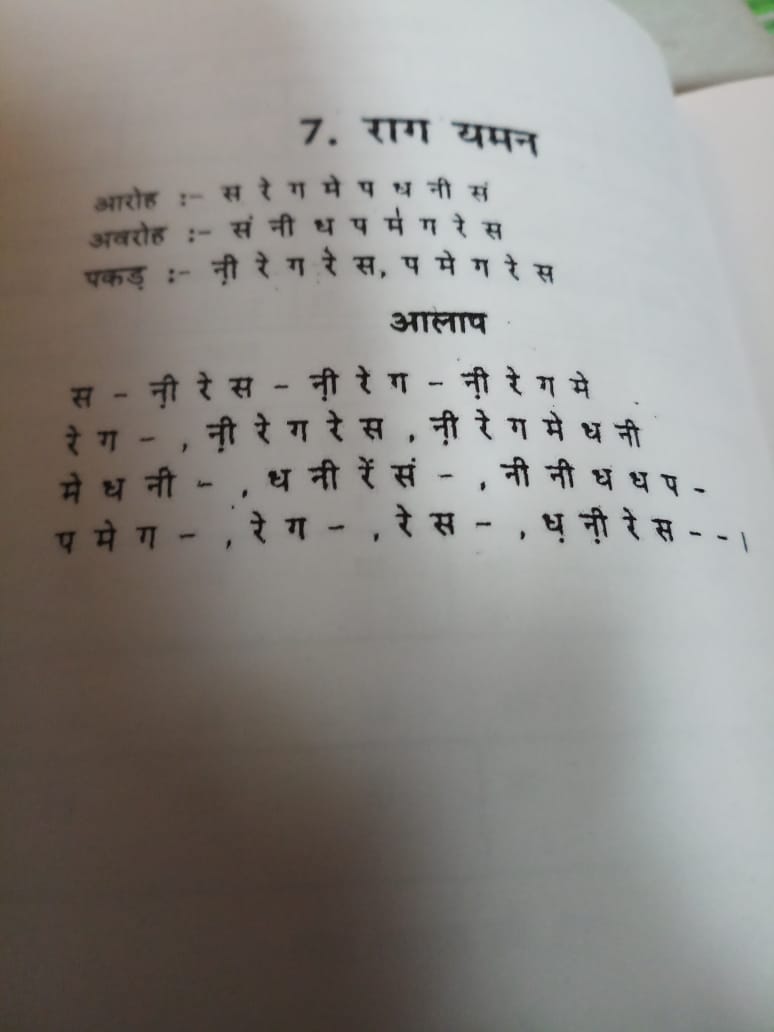 7. राग यमन
आरोह :- स रे ग मे प ध नी सं
अवरोह :- सं नी ध प मे ग रे स
पकड़ :- ऩी रे ग रे स, प मे ग रे स
आलाप
स - ऩी रे स - ऩी रे ग - ऩी रे ग मे
रे ग - , ऩी रे ग रे स , ऩी रे ग मे ध नी
मे ध नी - , ध नी रें सं - , नी नी ध ध प -
प मे ग - , रे ग - , रे स - , ध़ ऩी रे स - - ।